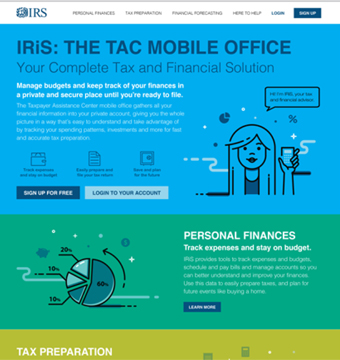 IRS
PERSONAL FINANCES TAX PREPARATION FINANCIAL FORECASTING HERE TO HELP LOGIN SIGN UP
IRiS: THE TAC MOBILE OFFICE
Your Complete Tax and Financial Solution
Manage budgets and keep track of your finances in
a private and secure place until you're ready to file.
The Taxpayer Assistance Center mobile office gathers all your
financial information into your private account, giving you the whole
picture in a way that's easy to understand and take advantage of
by tracking your spending patterns, investments and more for fast
and accurate tax preparation.
Hi! I'm IRiS, your tax
and financial solution
%
Track expenses
and stay on budget
Easily prepare and
file your tax return
Save and plan
for the future
SIGN UP FOR FREE
LOGIN TO YOUR ACCOUNT
20%
10%
10%
60%
PERSONAL FINANCES
Track expenses and stay on budget.
IRiS provides tools to track expenses and budgets,
schedule and pay bills and manage accounts so you
can better understand and improve your finances.
Use this data to easily prepare taxes, and plan for
future events like buying a home.
LEARN MORE
TAX PREPARATION